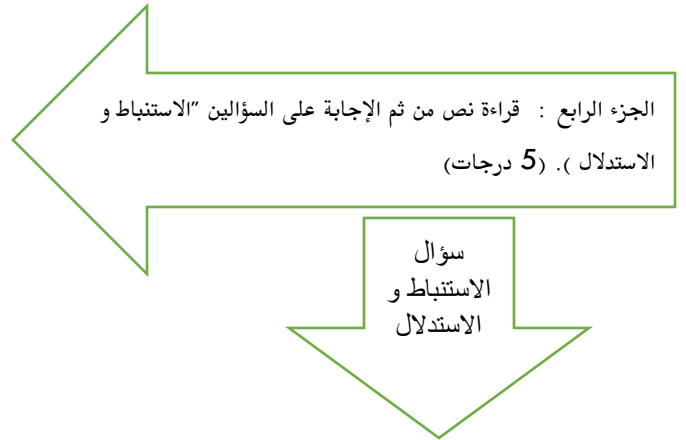 الجزء الرابع : قراءة نص من ثم الإجابة على السؤالين "الاستنباط و
الاستدلال ). (5 درجات)
سؤال
الاستنباط و
الاستدلال